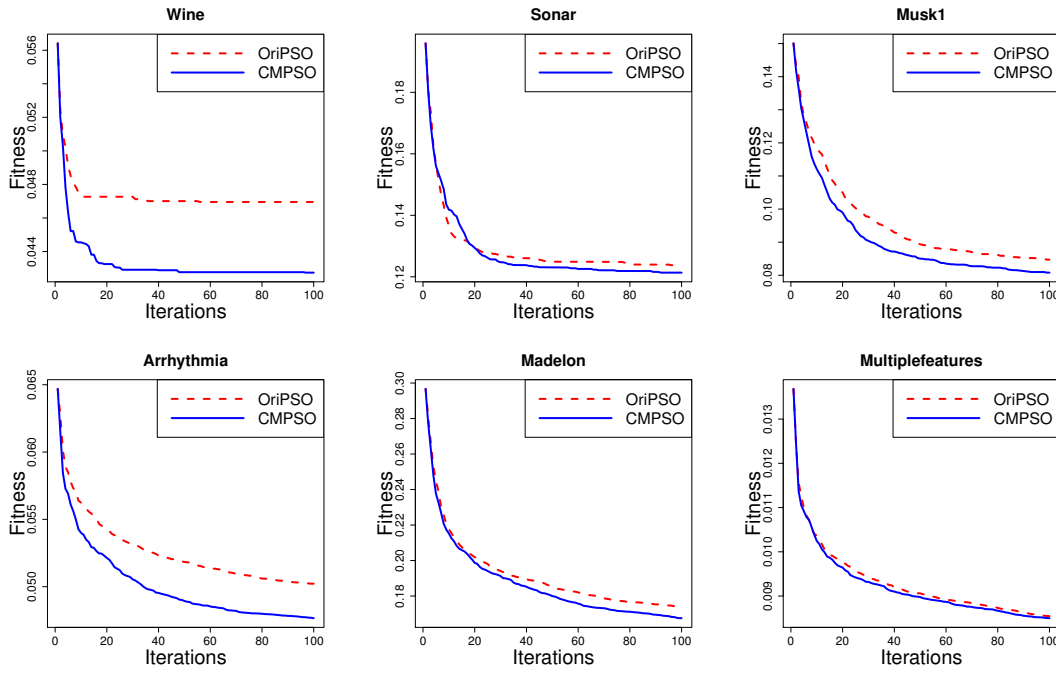 Wine
Fitness
0.056
0.052
0.048
0.044
OriPSO
CMPSO
0 20 40 60 80 100
Iterations
Sonar
Fitness
0.18
0.16
0.14
0.12
OriPSO
CMPSO
0 20 40 60 80 100
Iterations
Musk1
Fitness
0.14
0.12
0.10
0.08
OriPSO
CMPSO
0 20 40 60 80 100
Iterations
Arrhythmia
Fitness
0.065
0.060
0.055
0.050
OriPSO
CMPSO
0 20 40 60 80 100
Iterations
Madelon
Fitness
0.30
0.28
0.26
0.24
0.22
0.20
0.18
OriPSO
CMPSO
0 20 40 60 80 100
Iterations
Multiplefeatures
Fitness
0.013
0.012
0.011
0.010
0.009
OriPSO
CMPSO
0 20 40 60 80 100
Iterations